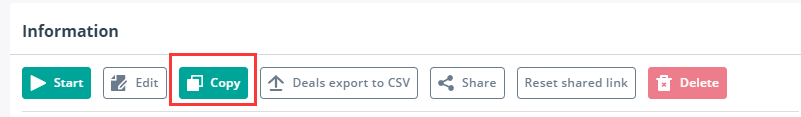 Information
Start Edit Copy Deals export to CSV Share Reset shared link Delete